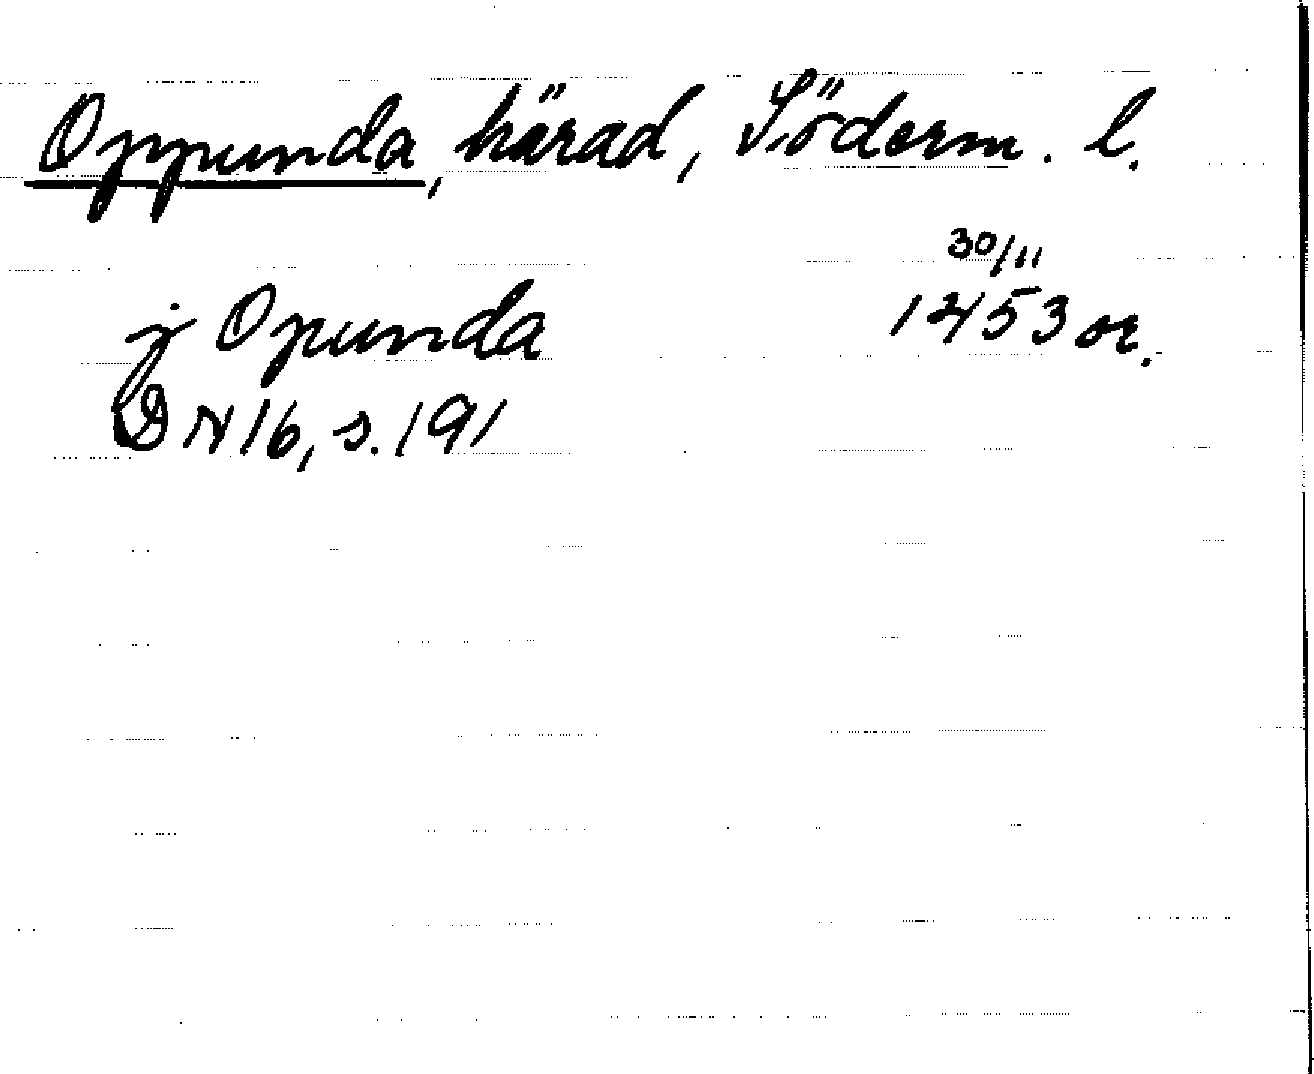 Oppunda, härad, Söderm. l.
30/11
j Opunda 1453 or.
DN 16, s. 191